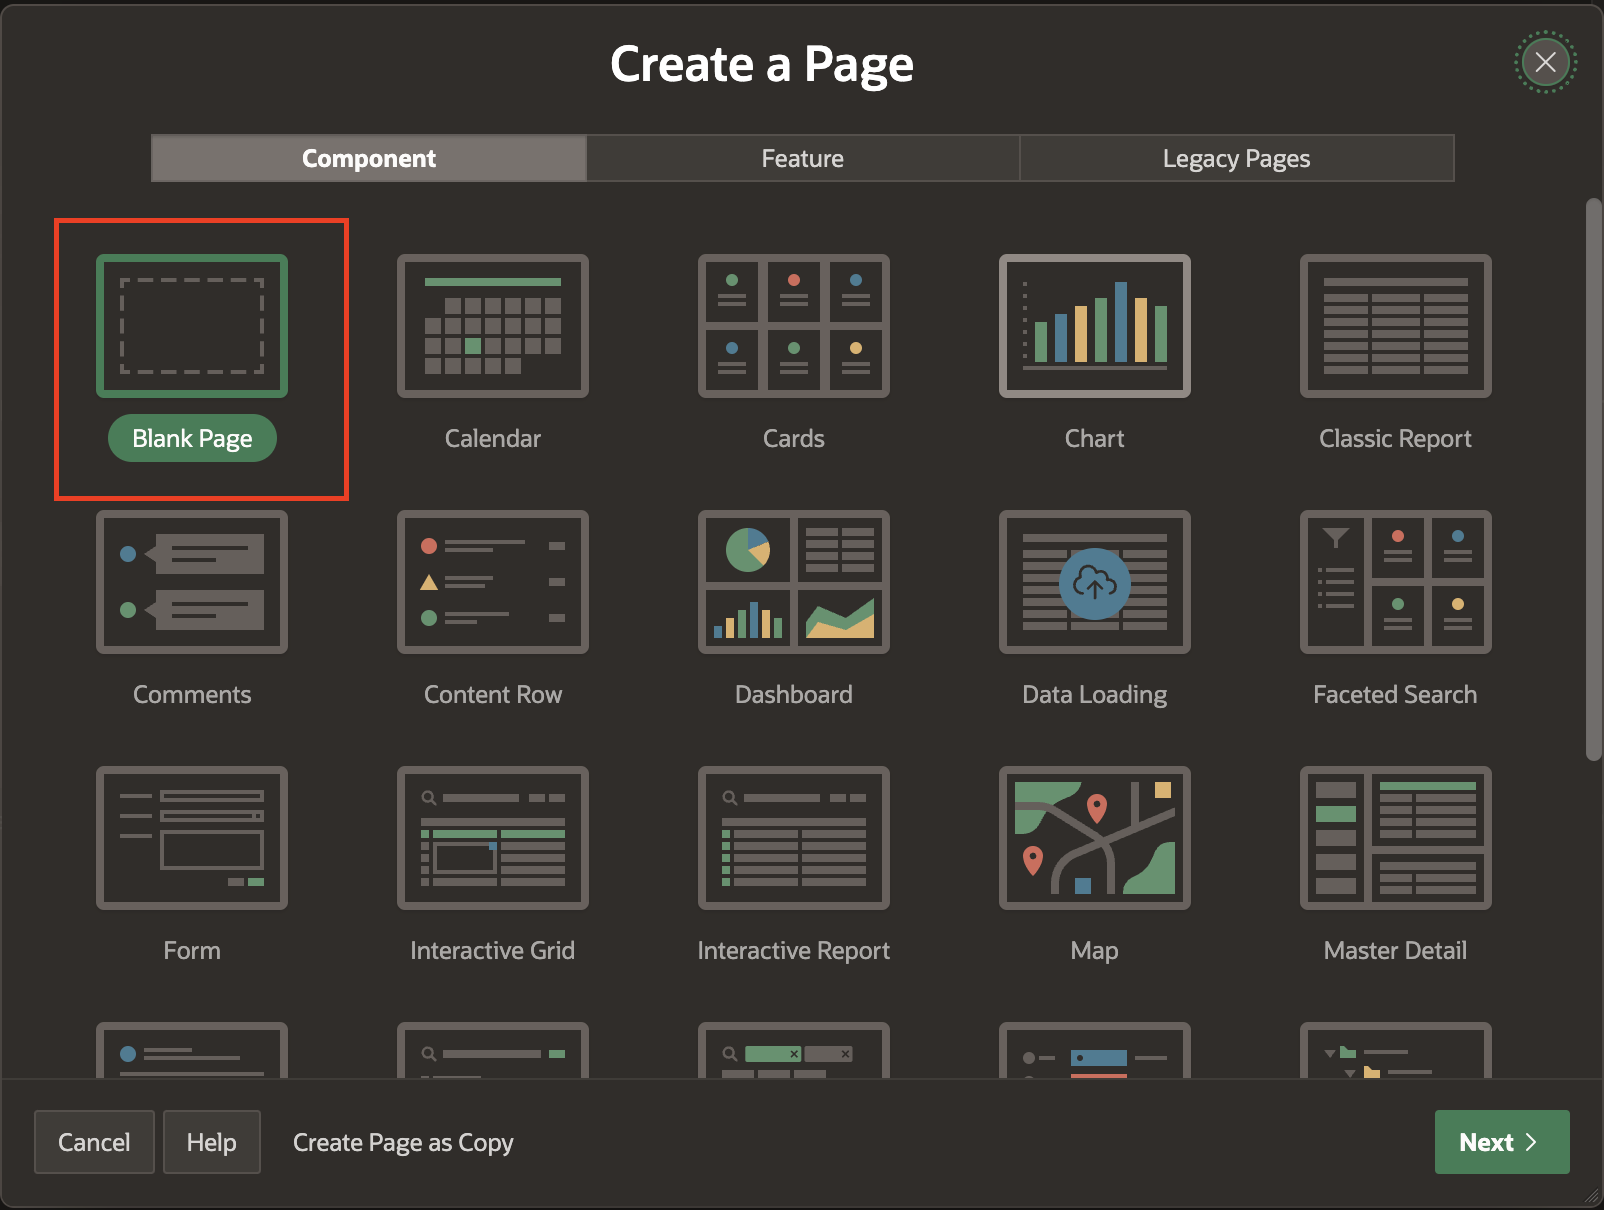 Create a Page
Component
Feature
Legacy Pages
Blank Page
Calendar
Cards
Chart
Classic Report
Comments
Content Row
Dashboard
Data Loading
Faceted Search
Form
Interactive Grid
Interactive Report
Map
Master Detail
Cancel
Help
Create Page as Copy
Next